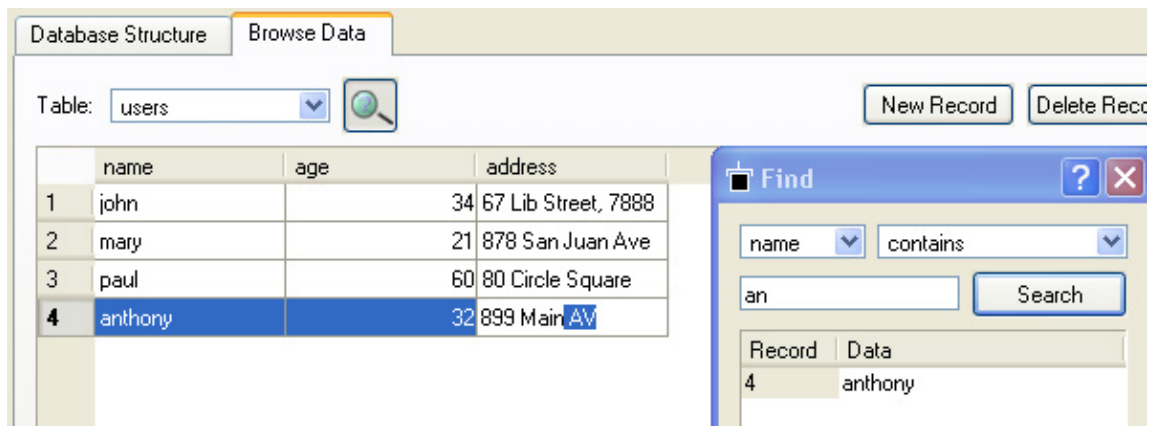 Database Structure Browse Data
Table: users New Record Delete Reco
name age address
1 john 34 67 Lib Street, 7888
2 mary 21 878 San Juan Ave
3 paul 60 80 Circle Square
4 anthony 32 899 Main AV
Find ?
name contains
an Search
Record Data
4 anthony